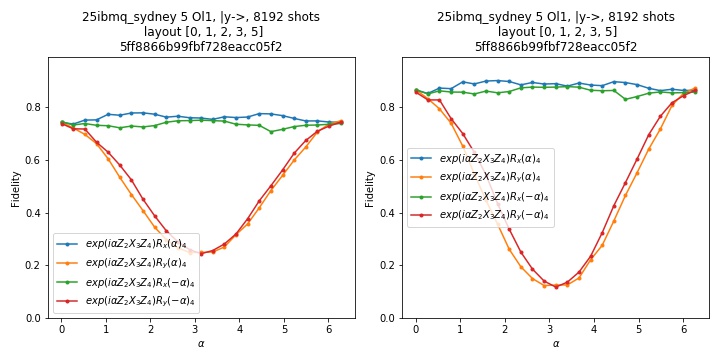 25ibmq_sydney 5 Ol1, |y->, 8192 shots
layout [0, 1, 2, 3, 5]
5ff8866b99fbf728eacc05f2
Fidelity
0.8
0.6
0.4
0.2
0.0
exp(iαZ₂X₃Z₄)Rₓ(α)₄
exp(iαZ₂X₃Z₄)Rᵧ(α)₄
exp(iαZ₂X₃Z₄)Rₓ(−α)₄
exp(iαZ₂X₃Z₄)Rᵧ(−α)₄
0 1 2 3 4 5 6
α
25ibmq_sydney 5 Ol1, |y->, 8192 shots
layout [0, 1, 2, 3, 5]
5ff8866b99fbf728eacc05f2
Fidelity
0.8
0.6
0.4
0.2
0.0
exp(iαZ₂X₃Z₄)Rₓ(α)₄
exp(iαZ₂X₃Z₄)Rᵧ(α)₄
exp(iαZ₂X₃Z₄)Rₓ(−α)₄
exp(iαZ₂X₃Z₄)Rᵧ(−α)₄
0 1 2 3 4 5 6
α